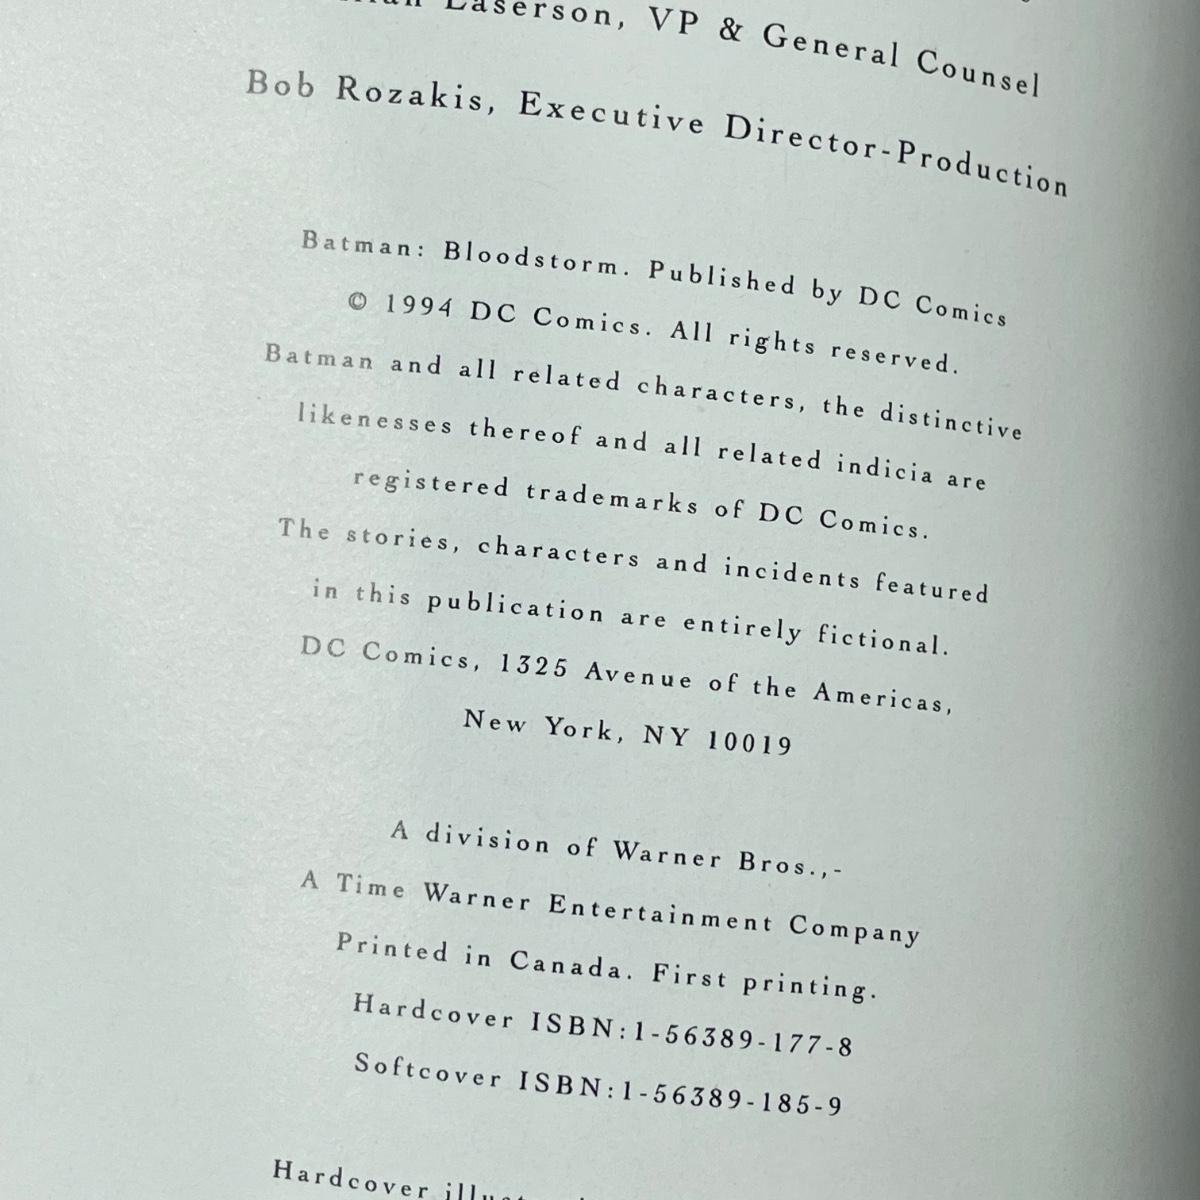 Laserson, VP & General Counsel
Bob Rozakis, Executive Director-Production
Batman: Bloodstorm. Published by DC Comics
© 1994 DC Comics. All rights reserved.
Batman and all related characters, the distinctive
likenesses thereof and all related indicia are
registered trademarks of DC Comics.
The stories, characters and incidents featured
in this publication are entirely fictional.
DC Comics, 1325 Avenue of the Americas,
New York, NY 10019
A division of Warner Bros.,-
A Time Warner Entertainment Company
Printed in Canada. First printing.
Hardcover ISBN:1-56389-177-8
Softcover ISBN:1-56389-185-9
Hardcover